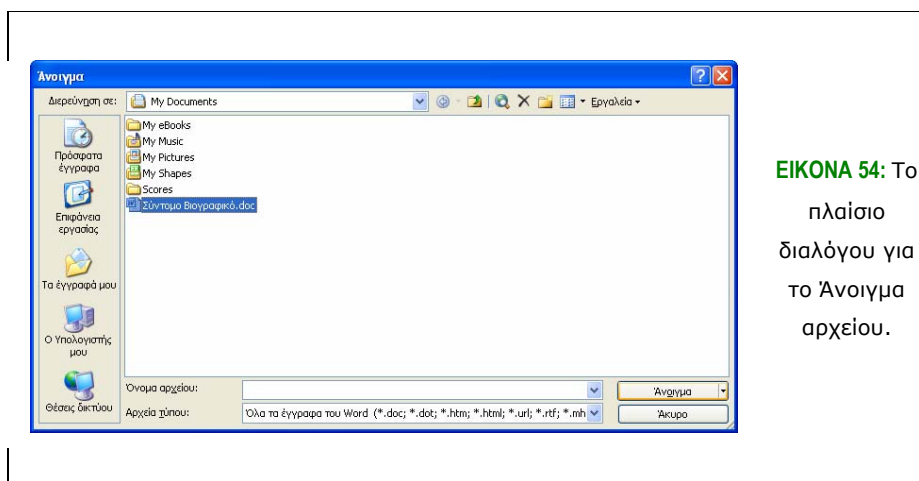 Άνοιγμα
Διερεύνηση σε: My Documents Εργαλεία
My eBooks
My Music
My Pictures
My Shapes
Scores
Σύντομο Βιογραφικό.doc
Πρόσφατα
έγγραφα
Επιφάνεια
εργασίας
Τα έγγραφά μου
Ο Υπολογιστής
μου
Θέσεις δικτύου
Όνομα αρχείου: Άνοιγμα
Αρχεία τύπου: Όλα τα έγγραφα του Word (*.doc; *.dot; *.htm; *.html; *.url; *.rtf; *.mh Άκυρο
ΕΙΚΟΝΑ 54: Το
πλαίσιο
διαλόγου για
το Άνοιγμα
αρχείου.